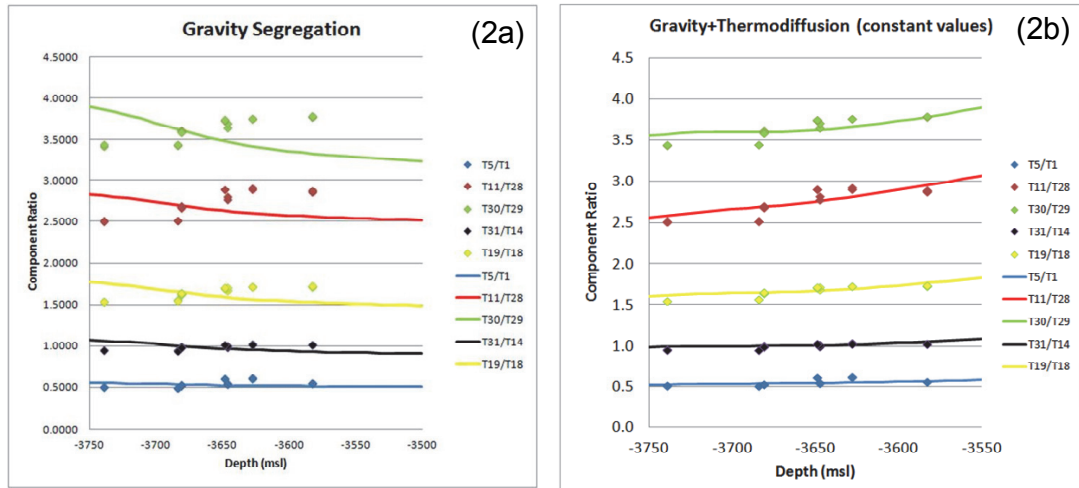 Gravity Segregation
(2a)
4.5000
4.0000
3.5000
3.0000
2.5000
2.0000
1.5000
1.0000
0.5000
0.0000
Component Ratio
-3750
-3700
-3650
-3600
-3550
-3500
Depth (msl)
T5/T1
T11/T28
T30/T29
T31/T14
T19/T18
T5/T1
T11/T28
T30/T29
T31/T14
T19/T18
Gravity+Thermodiffusion (constant values)
(2b)
4.5
4.0
3.5
3.0
2.5
2.0
1.5
1.0
0.5
0.0
Component Ratio
-3750
-3700
-3650
-3600
-3550
Depth (msl)
T5/T1
T11/T28
T30/T29
T31/T14
T19/T18
T5/T1
T11/T28
T30/T29
T31/T14
T19/T18